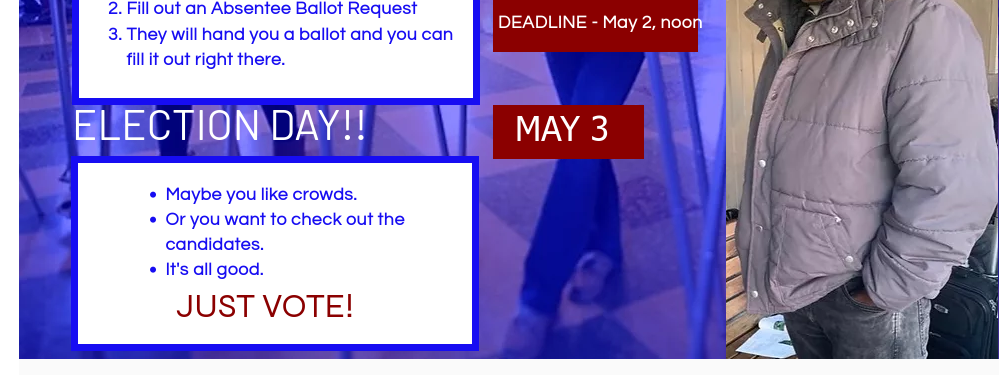 2. Fill out an Absentee Ballot Request
3. They will hand you a ballot and you can
fill it out right there.
DEADLINE - May 2, noon
ELECTION DAY!!
MAY 3
• Maybe you like crowds.
• Or you want to check out the
candidates.
• It's all good.
JUST VOTE!